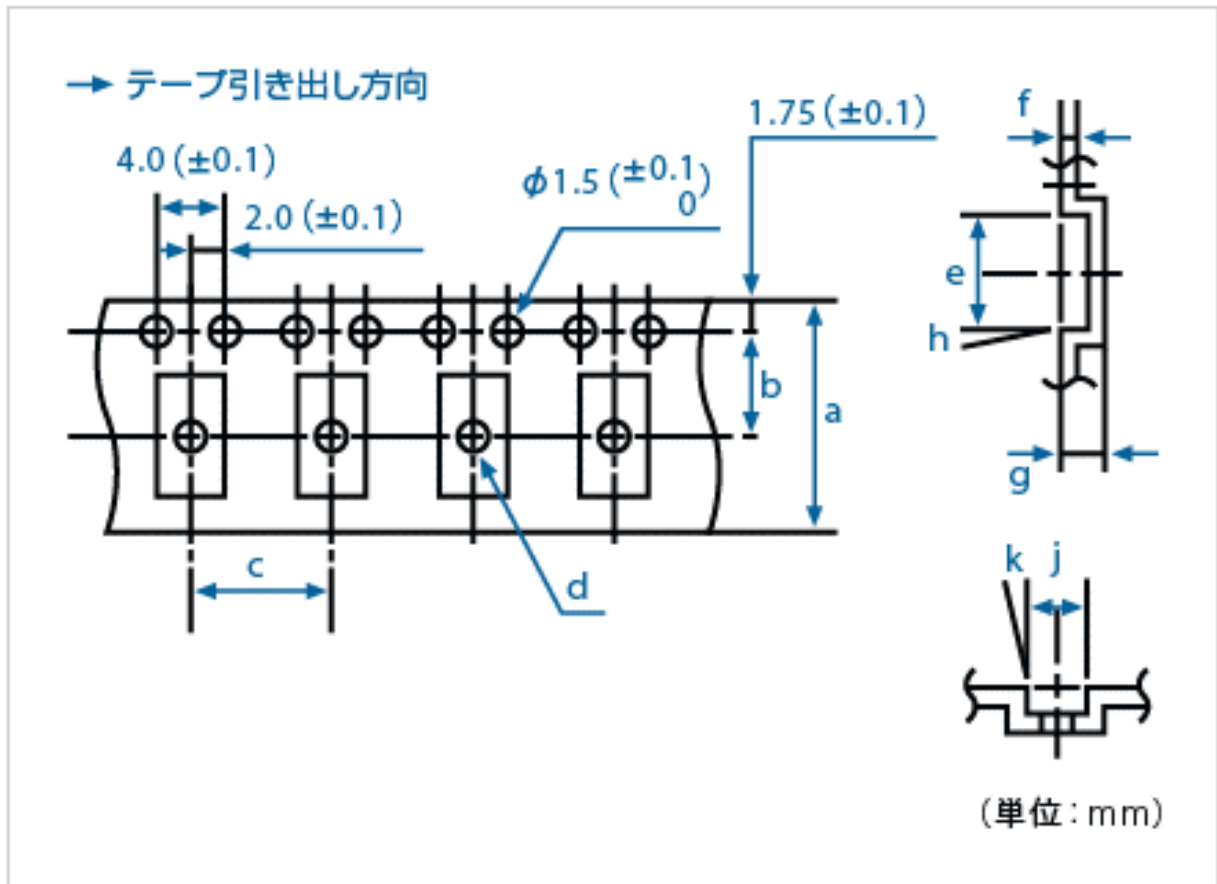 → テープ引き出し方向
1.75 (±0.1)
f
4.0 (±0.1)
φ1.5 (±0.1
0)
2.0 (±0.1)
e
h
b
a
g
c
d
k j
(単位:mm)